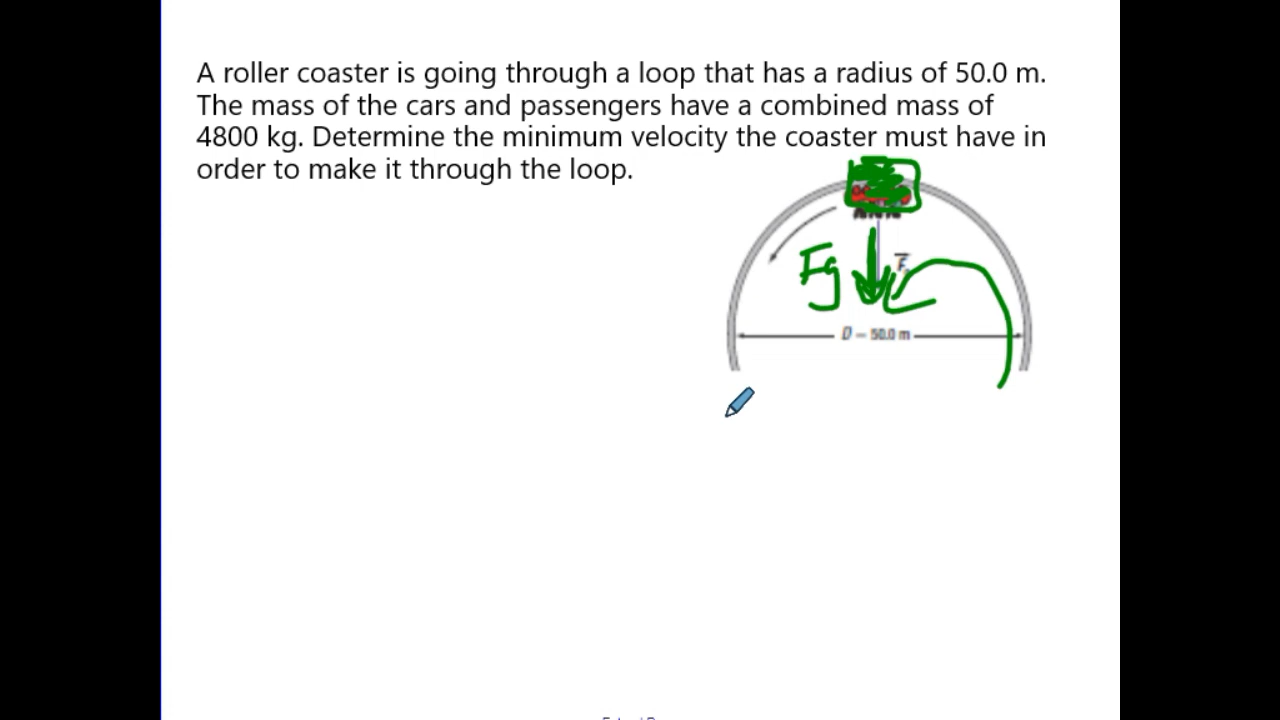 A roller coaster is going through a loop that has a radius of 50.0 m.
The mass of the cars and passengers have a combined mass of
4800 kg. Determine the minimum velocity the coaster must have in
order to make it through the loop.
Fg
D = 50.0 m